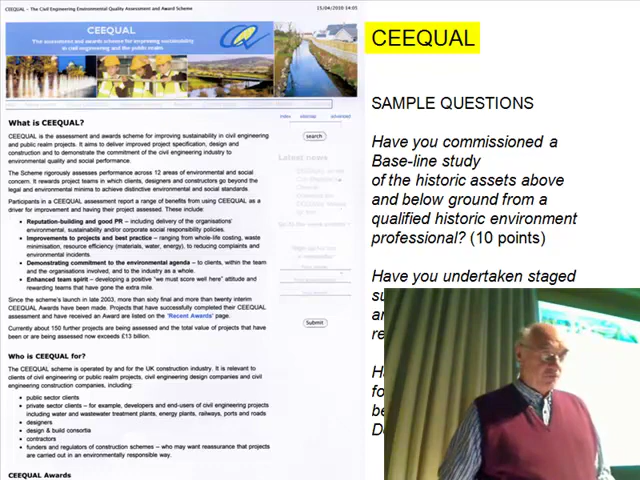 CEEQUAL – The Civil Engineering Environmental Quality Assessment and Award Scheme
15/04/2010 14:05
CEEQUAL
The assessment and awards scheme for improving sustainability
in civil engineering and the public realm
index sitemap advanced
search
What is CEEQUAL?
CEEQUAL is the assessment and awards scheme for improving sustainability in civil engineering
and public realm projects. It aims to deliver improved project specification, design and
construction and to demonstrate the commitment of the civil engineering industry to
environmental quality and social performance.
The Scheme rigorously assesses performance across 12 areas of environmental and social
concern. It rewards project teams in which clients, designers and constructors go beyond the
legal and environmental minima to achieve distinctive environmental and social standards.
Participants in a CEEQUAL assessment report a range of benefits from using CEEQUAL as a
driver for improvement and having their project assessed. These include:
• Reputation-building and good PR – including delivery of the organisations'
environmental, sustainability and/or corporate social responsibility policies.
• Improvements to projects and best practice – ranging from whole-life costing, waste
minimisation, resource efficiency (materials, water, energy), to reducing complaints and
environmental incidents.
• Demonstrating commitment to the environmental agenda – to clients, within the team
and the organisations involved, and to the industry as a whole.
• Enhanced team spirit – developing a positive "we must score well here" attitude and
rewarding teams that have gone the extra mile.
Since the scheme's launch in late 2003, more than sixty final and more than twenty interim
CEEQUAL Awards have been made. Projects that have successfully completed their CEEQUAL
assessment and have received an Award are listed on the 'Recent Awards' page.
Currently about 150 further projects are being assessed and the total value of projects that have
been or are being assessed now exceeds £13 billion.
Who is CEEQUAL for?
The CEEQUAL scheme is operated by and for the UK construction industry. It is relevant to
clients of civil engineering or public realm projects, civil engineering design companies and civil
engineering construction companies, including:
• public sector clients
• private sector clients – for example, developers and end-users of civil engineering projects
including water and wastewater treatment plants, energy plants, railways, ports and roads
• designers
• design & build consortia
• contractors
• funders and regulators of construction schemes – who may want reassurance that projects
are carried out in an environmentally responsible way.
CEEQUAL Awards
Latest news
Submit
CEEQUAL
SAMPLE QUESTIONS
Have you commissioned a
Base-line study
of the historic assets above
and below ground from a
qualified historic environment
professional? (10 points)
Have you undertaken staged